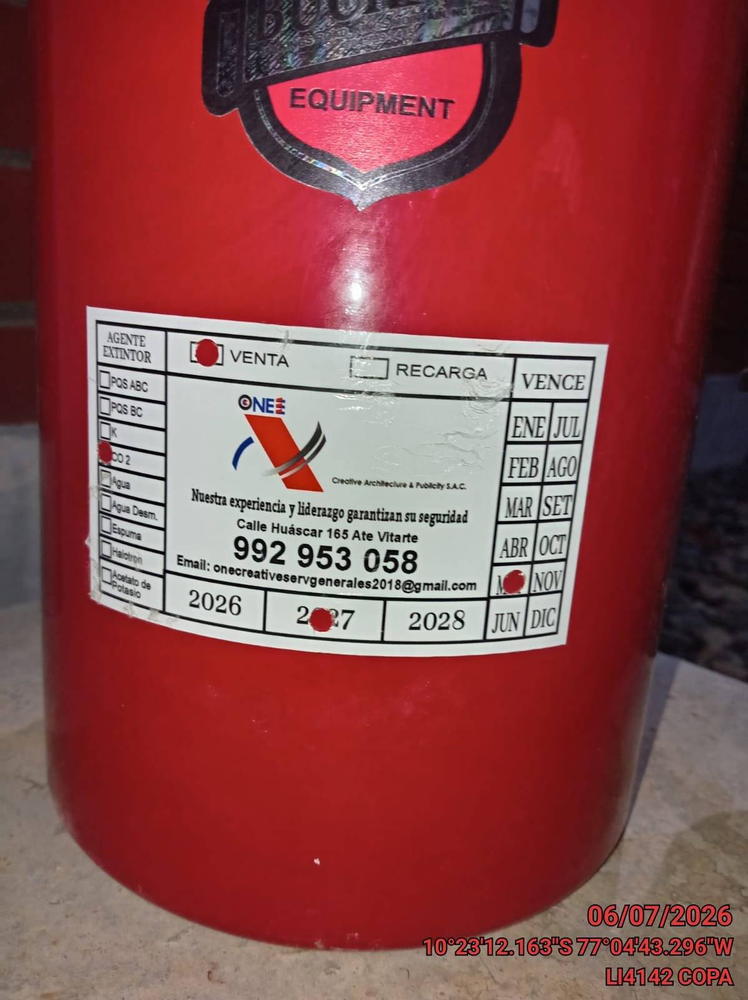 EQUIPMENT
AGENTE
EXTINTOR
VENTA
RECARGA
VENCE
PQS ABC
PQS BC
K
CO 2
Agua
Agua Desm.
Espuma
Halotron
Acetato de
Potasio
ONE
Creative Architecture & Publicity S.A.C.
Nuestra experiencia y liderazgo garantizan su seguridad
Calle Huáscar 165 Ate Vitarte
992 953 058
Email: onecreativeservgenerales2018@gmail.com
2026
2028
ENE JUL
FEB AGO
MAR SET
ABR OCT
NOV
JUN DIC
06/07/2026
10°23'12.163"S 77°04'43.296"W
LI4142 COPA